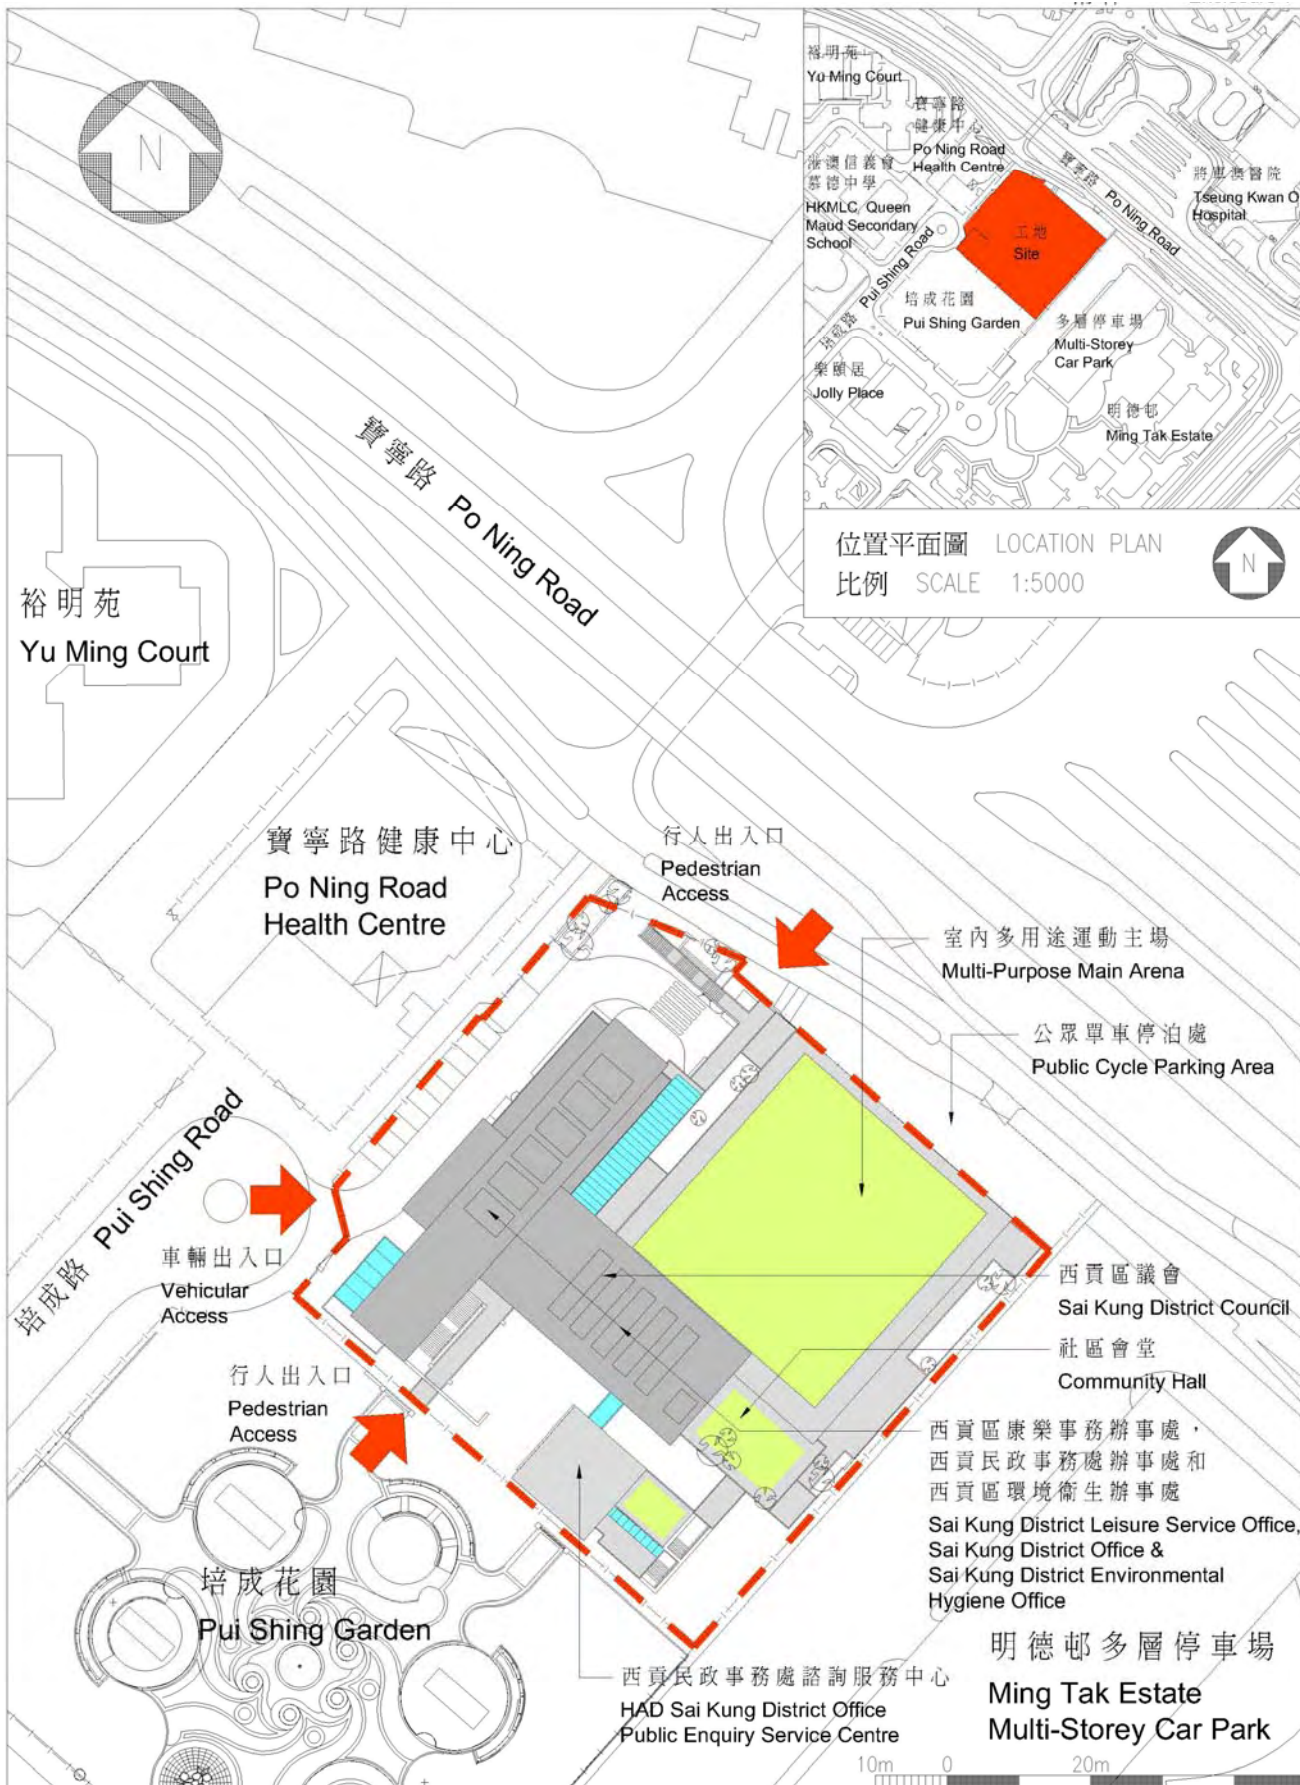 N
裕明苑
Yu Ming Court
寶寧路
健康中心
Po Ning Road
Health Centre
港澳信義會
慕德中學
HKMLC Queen
Maud Secondary
School
寶寧路 Po Ning Road
將軍澳醫院
Tseung Kwan O
Hospital
工地
Site
培成路 Pui Shing Road
培成花園
Pui Shing Garden
多層停車場
Multi-Storey
Car Park
樂頤居
Jolly Place
明德邨
Ming Tak Estate
位置平面圖 LOCATION PLAN
比例 SCALE 1:5000
N
寶寧路 Po Ning Road
裕明苑
Yu Ming Court
寶寧路健康中心
Po Ning Road
Health Centre
行人出入口
Pedestrian
Access
室內多用途運動主場
Multi-Purpose Main Arena
公眾單車停泊處
Public Cycle Parking Area
培成路 Pui Shing Road
車輛出入口
Vehicular
Access
西貢區議會
Sai Kung District Council
社區會堂
Community Hall
行人出入口
Pedestrian
Access
西貢區康樂事務辦事處，
西貢民政事務處辦事處和
西貢區環境衞生辦事處
Sai Kung District Leisure Service Office,
Sai Kung District Office &
Sai Kung District Environmental
Hygiene Office
培成花園
Pui Shing Garden
西貢民政事務處諮詢服務中心
HAD Sai Kung District Office
Public Enquiry Service Centre
明德邨多層停車場
Ming Tak Estate
Multi-Storey Car Park
10m 0 20m